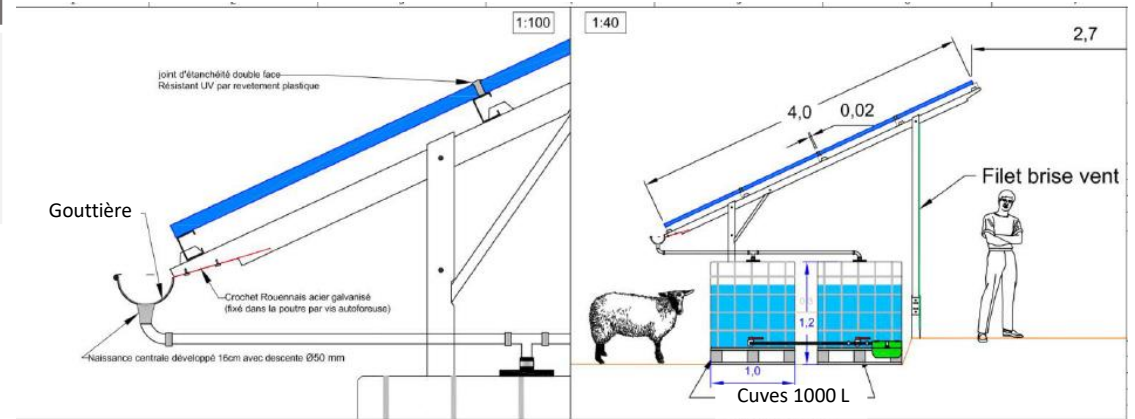 1:100
joint d'étanchéité double face
Résistant UV par revetement plastique
Gouttière
Crochet Rouennais acier galvanisé
(fixé dans la poutre par vis autoforeuse)
Naissance centrale développé 16cm avec descente Ø50 mm
1:40
2,7
4,0
0,02
Filet brise vent
1,2
1,0
Cuves 1000 L